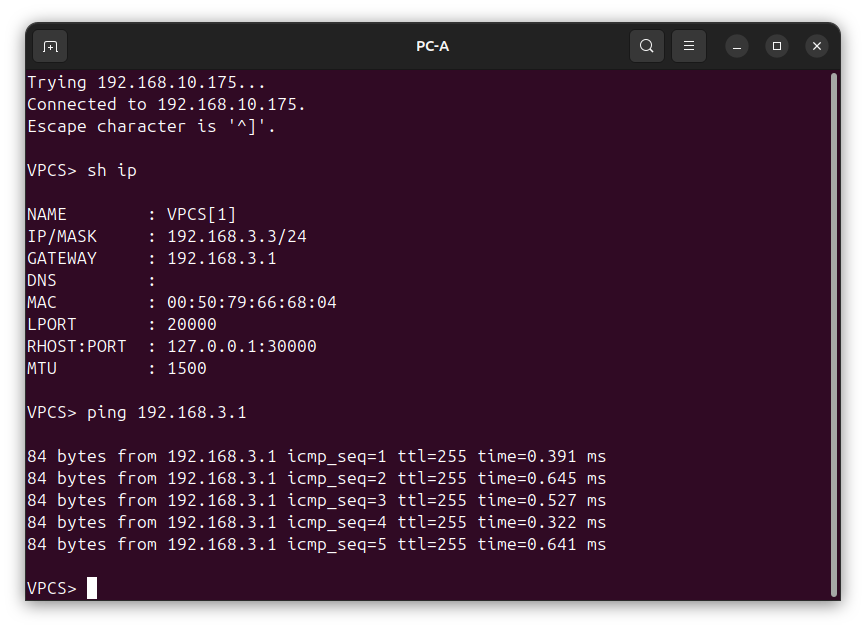 PC-A
Trying 192.168.10.175...
Connected to 192.168.10.175.
Escape character is '^]'.
VPCS> sh ip
NAME        : VPCS[1]
IP/MASK     : 192.168.3.3/24
GATEWAY     : 192.168.3.1
DNS         :
MAC         : 00:50:79:66:68:04
LPORT       : 20000
RHOST:PORT  : 127.0.0.1:30000
MTU         : 1500
VPCS> ping 192.168.3.1
84 bytes from 192.168.3.1 icmp_seq=1 ttl=255 time=0.391 ms
84 bytes from 192.168.3.1 icmp_seq=2 ttl=255 time=0.645 ms
84 bytes from 192.168.3.1 icmp_seq=3 ttl=255 time=0.527 ms
84 bytes from 192.168.3.1 icmp_seq=4 ttl=255 time=0.322 ms
84 bytes from 192.168.3.1 icmp_seq=5 ttl=255 time=0.641 ms
VPCS>